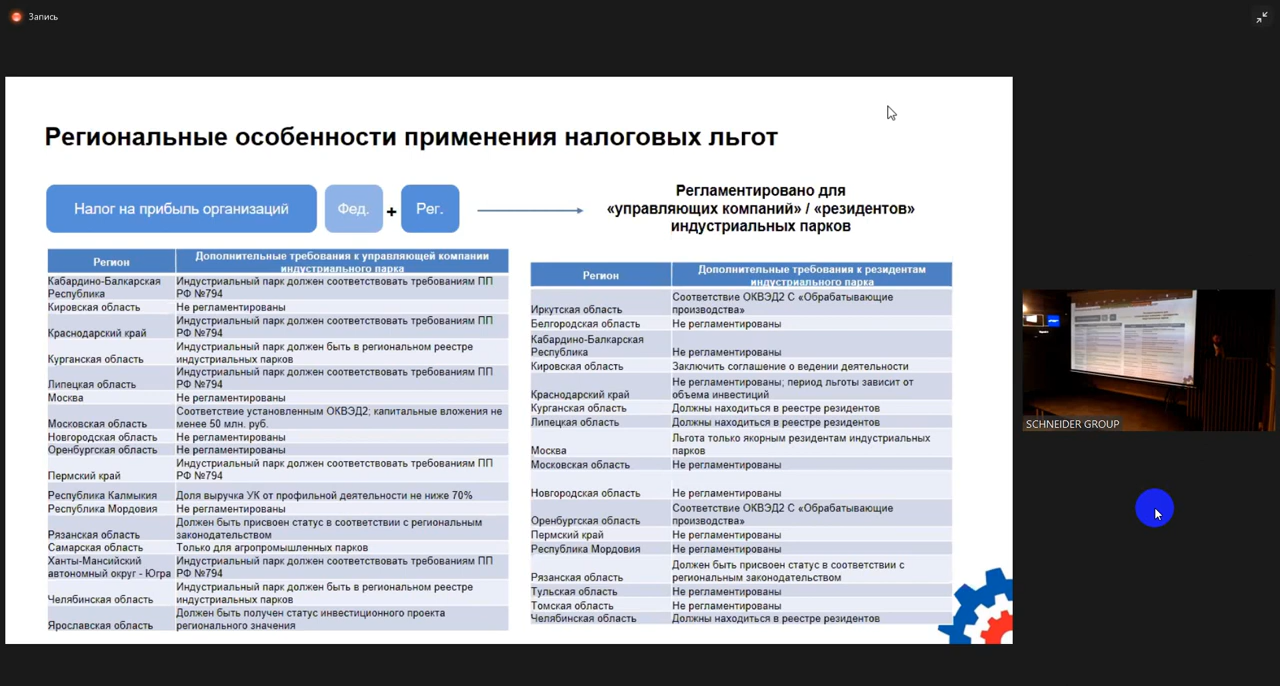 Запись
Региональные особенности применения налоговых льгот
Налог на прибыль организаций
Фед.
+
Рег.
Регламентировано для
«управляющих компаний» / «резидентов»
индустриальных парков
Регион
Дополнительные требования к управляющей компании
индустриального парка
Кабардино-Балкарская
Республика
Индустриальный парк должен соответствовать требованиям ПП
РФ №794
Кировская область
Не регламентированы
Краснодарский край
Индустриальный парк должен соответствовать требованиям ПП
РФ №794
Курганская область
Индустриальный парк должен быть в региональном реестре
индустриальных парков
Липецкая область
Индустриальный парк должен соответствовать требованиям ПП
РФ №794
Москва
Не регламентированы
Московская область
Соответствие установленным ОКВЭД2; капитальные вложения не
менее 50 млн. руб.
Новгородская область
Не регламентированы
Оренбургская область
Не регламентированы
Пермский край
Индустриальный парк должен соответствовать требованиям ПП
РФ №794
Республика Калмыкия
Доля выручка УК от профильной деятельности не ниже 70%
Республика Мордовия
Не регламентированы
Рязанская область
Должен быть присвоен статус в соответствии с региональным
законодательством
Самарская область
Только для агропромышленных парков
Ханты-Мансийский
автономный округ - Югра
Индустриальный парк должен соответствовать требованиям ПП
РФ №794
Челябинская область
Индустриальный парк должен быть в региональном реестре
индустриальных парков
Ярославская область
Должен быть получен статус инвестиционного проекта
регионального значения
Регион
Дополнительные требования к резидентам
индустриального парка
Иркутская область
Соответствие ОКВЭД2 С «Обрабатывающие
производства»
Белгородская область
Не регламентированы
Кабардино-Балкарская
Республика
Не регламентированы
Кировская область
Заключить соглашение о ведении деятельности
Краснодарский край
Не регламентированы; период льготы зависит от
объема инвестиций
Курганская область
Должны находиться в реестре резидентов
Липецкая область
Должны находиться в реестре резидентов
Москва
Льгота только якорным резидентам индустриальных
парков
Московская область
Не регламентированы
Новгородская область
Не регламентированы
Оренбургская область
Соответствие ОКВЭД2 С «Обрабатывающие
производства»
Пермский край
Не регламентированы
Республика Мордовия
Не регламентированы
Рязанская область
Должен быть присвоен статус в соответствии с
региональным законодательством
Тульская область
Не регламентированы
Томская область
Не регламентированы
Челябинская область
Должны находиться в реестре резидентов
SCHNEIDER GROUP